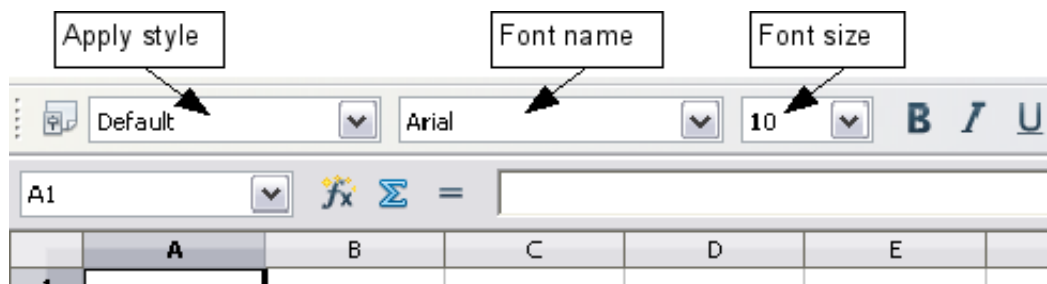 Apply style Font name Font size
Default Arial 10 B I U
A1 fx Σ =
A B C D E
1